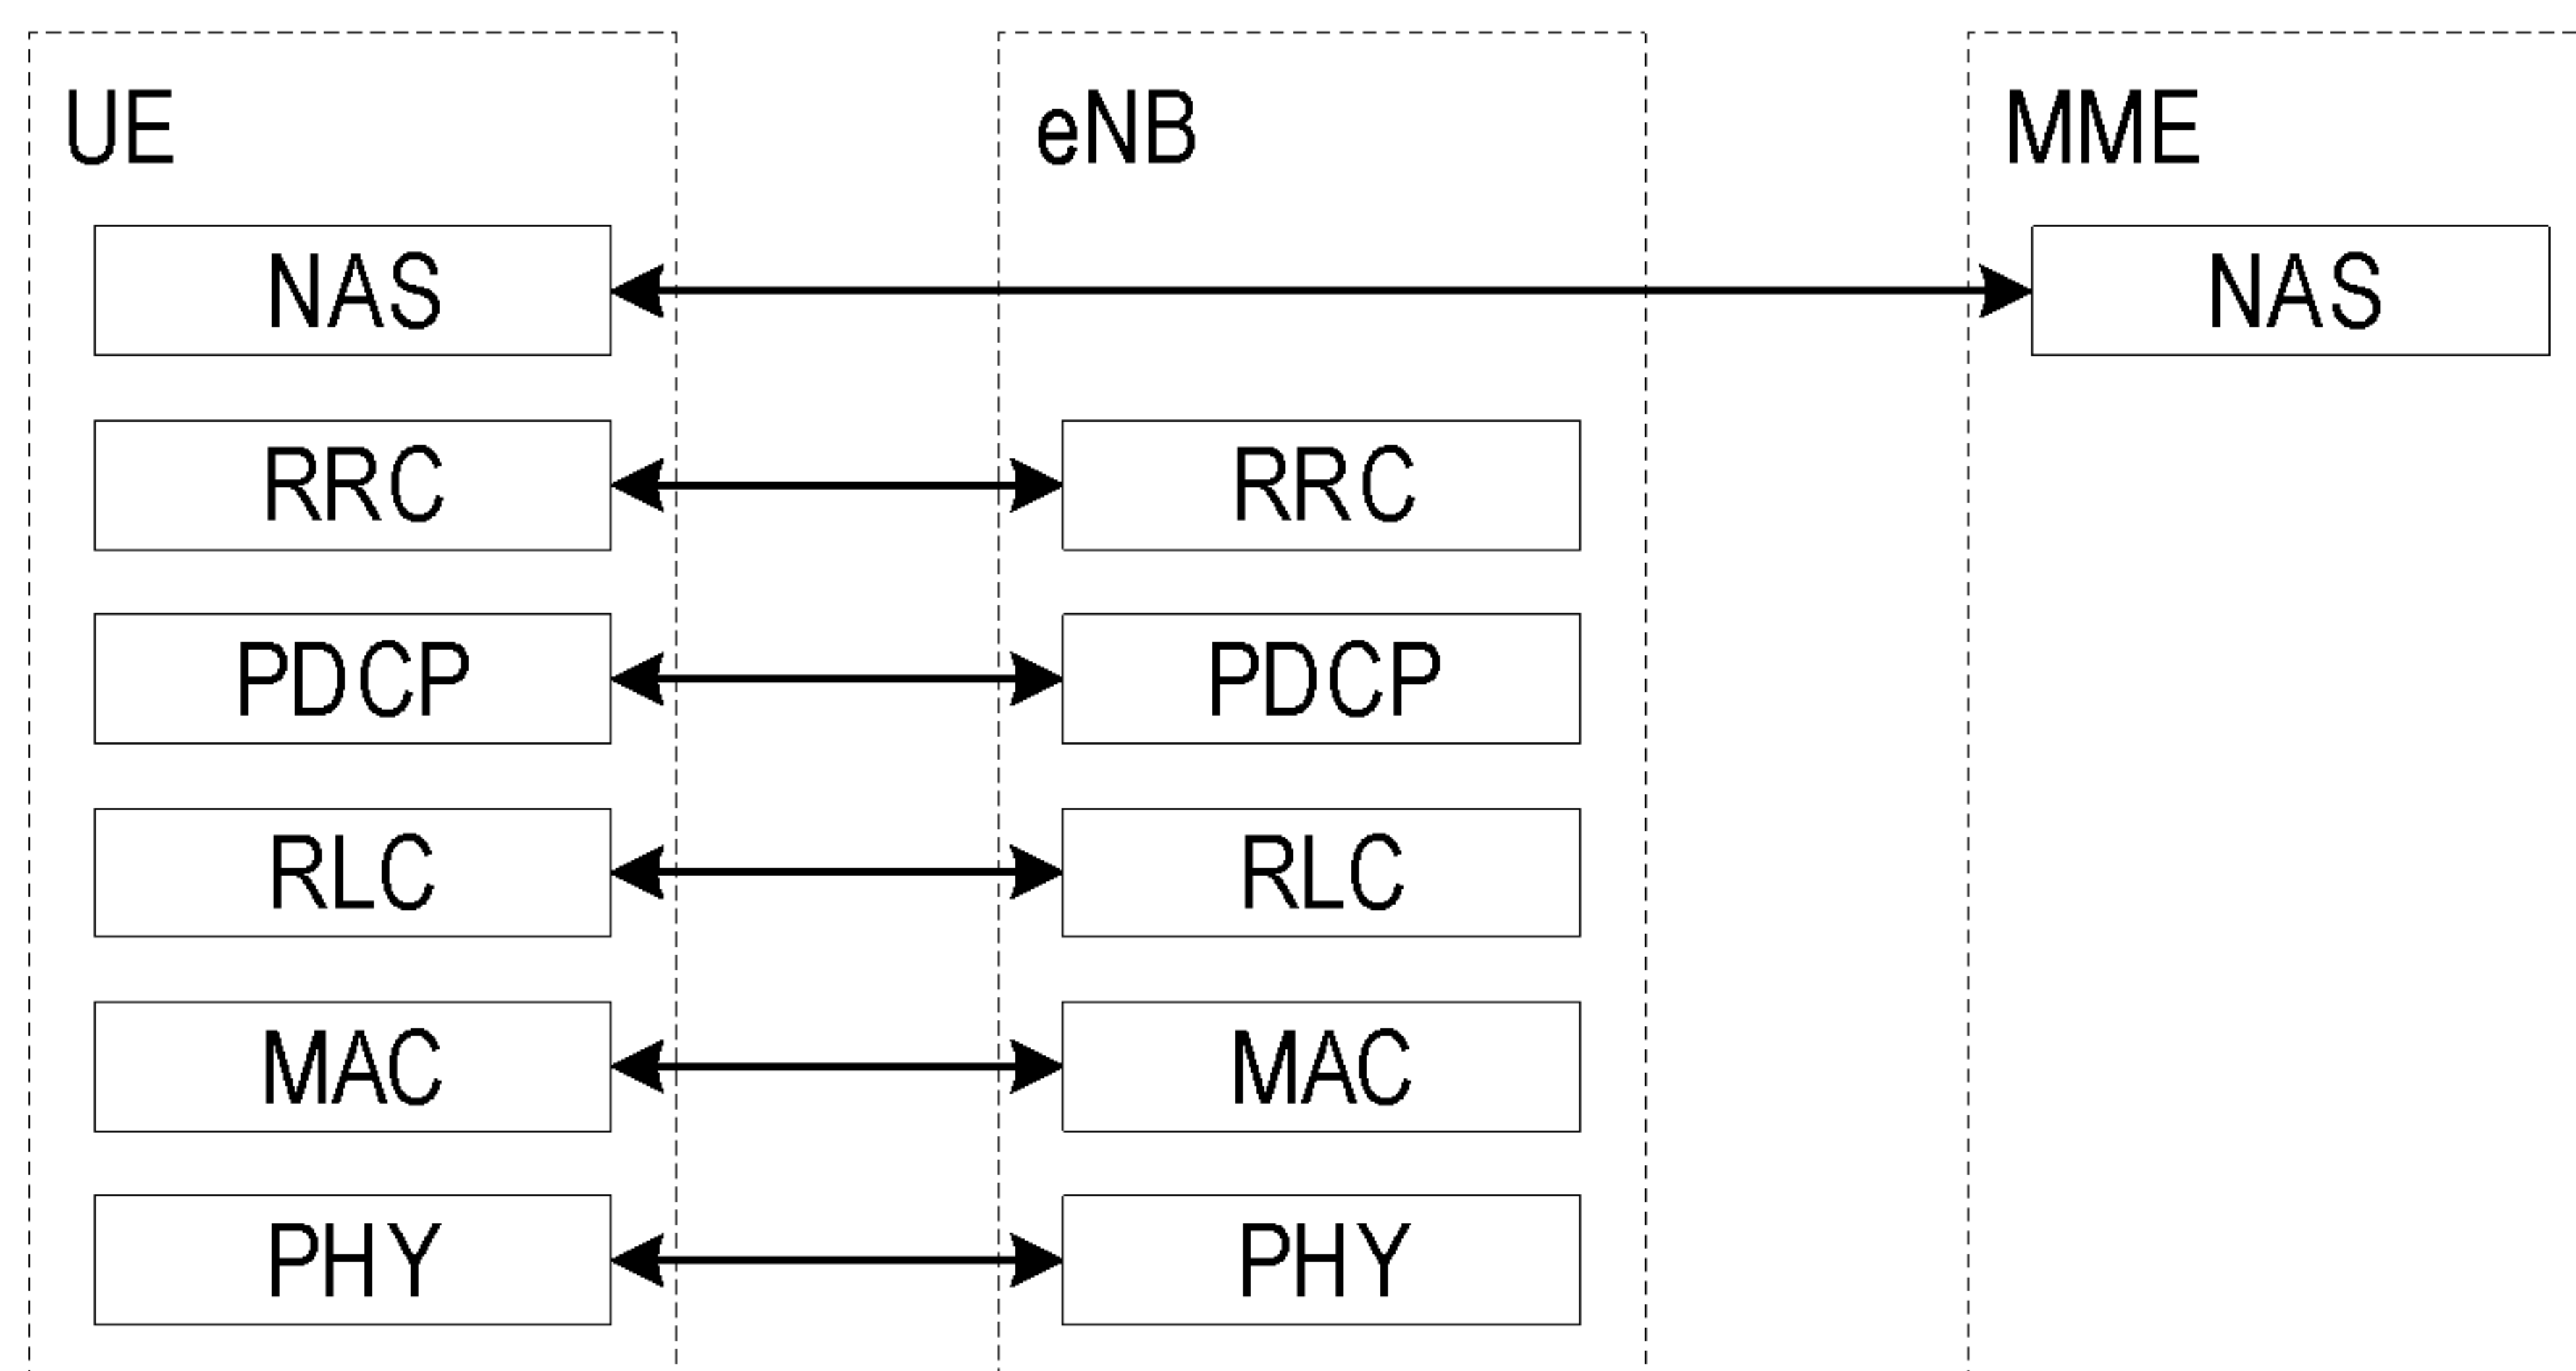 UE eNB MME
NAS NAS
RRC RRC
PDCP PDCP
RLC RLC
MAC MAC
PHY PHY